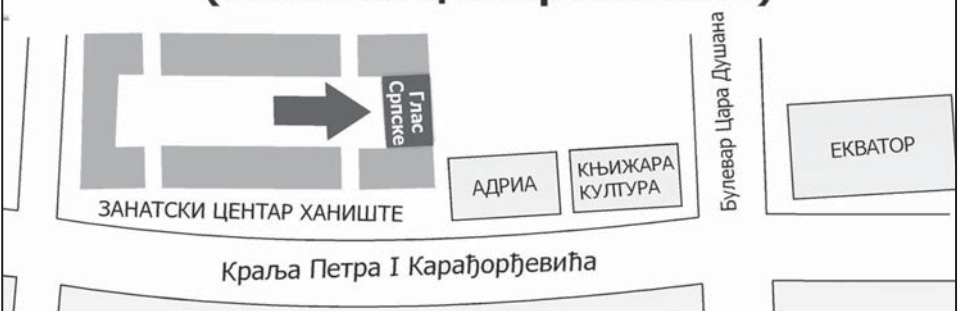 Глас
Српске
Булевар Цара Душана
ЕКВАТОР
АДРИА
КЊИЖАРА
КУЛТУРА
ЗАНАТСКИ ЦЕНТАР ХАНИШТЕ
Краља Петра I Карађорђевића